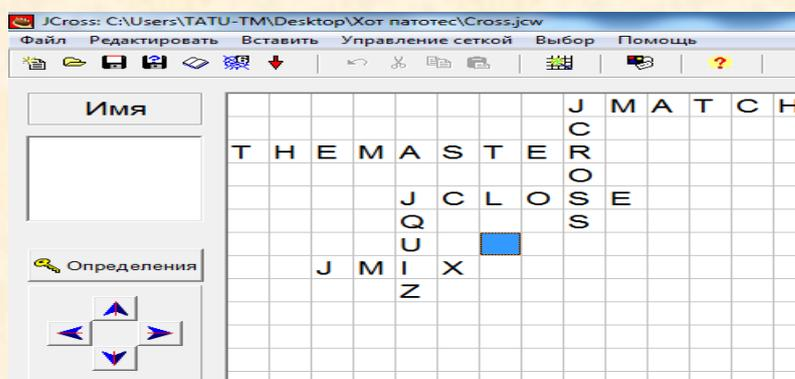 JCross: C:\Users\TATU-TM\Desktop\Хот патотес\Cross.jcw
Файл Редактировать Вставить Управление сеткой Выбор Помощь
Имя
J M A T C H
C
T H E M A S T E R
O
J C L O S E
Q S
U
Определения
J M I X
Z